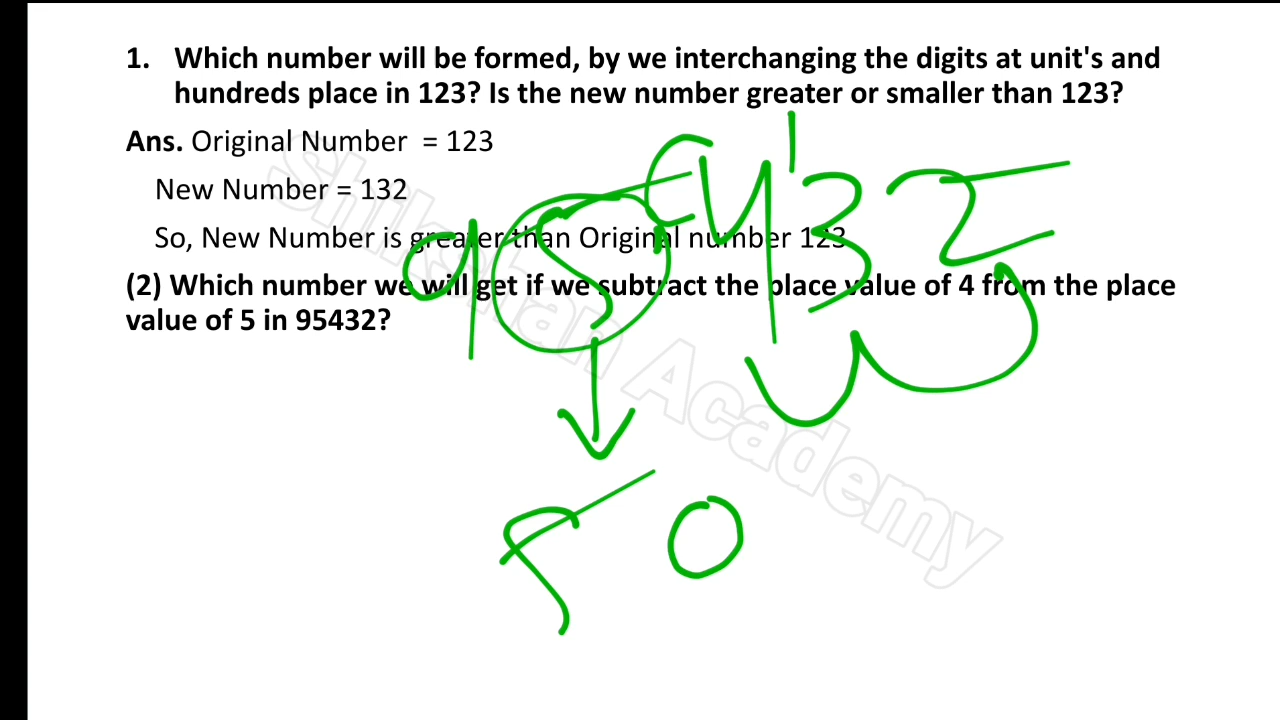 1. Which number will be formed, by we interchanging the digits at unit's and
hundreds place in 123? Is the new number greater or smaller than 123?
Ans. Original Number = 123
New Number = 132
So, New Number is greater than Original number 123
(2) Which number we will get if we subtract the place value of 4 from the place
value of 5 in 95432?
95432
50
Shikshan Academy